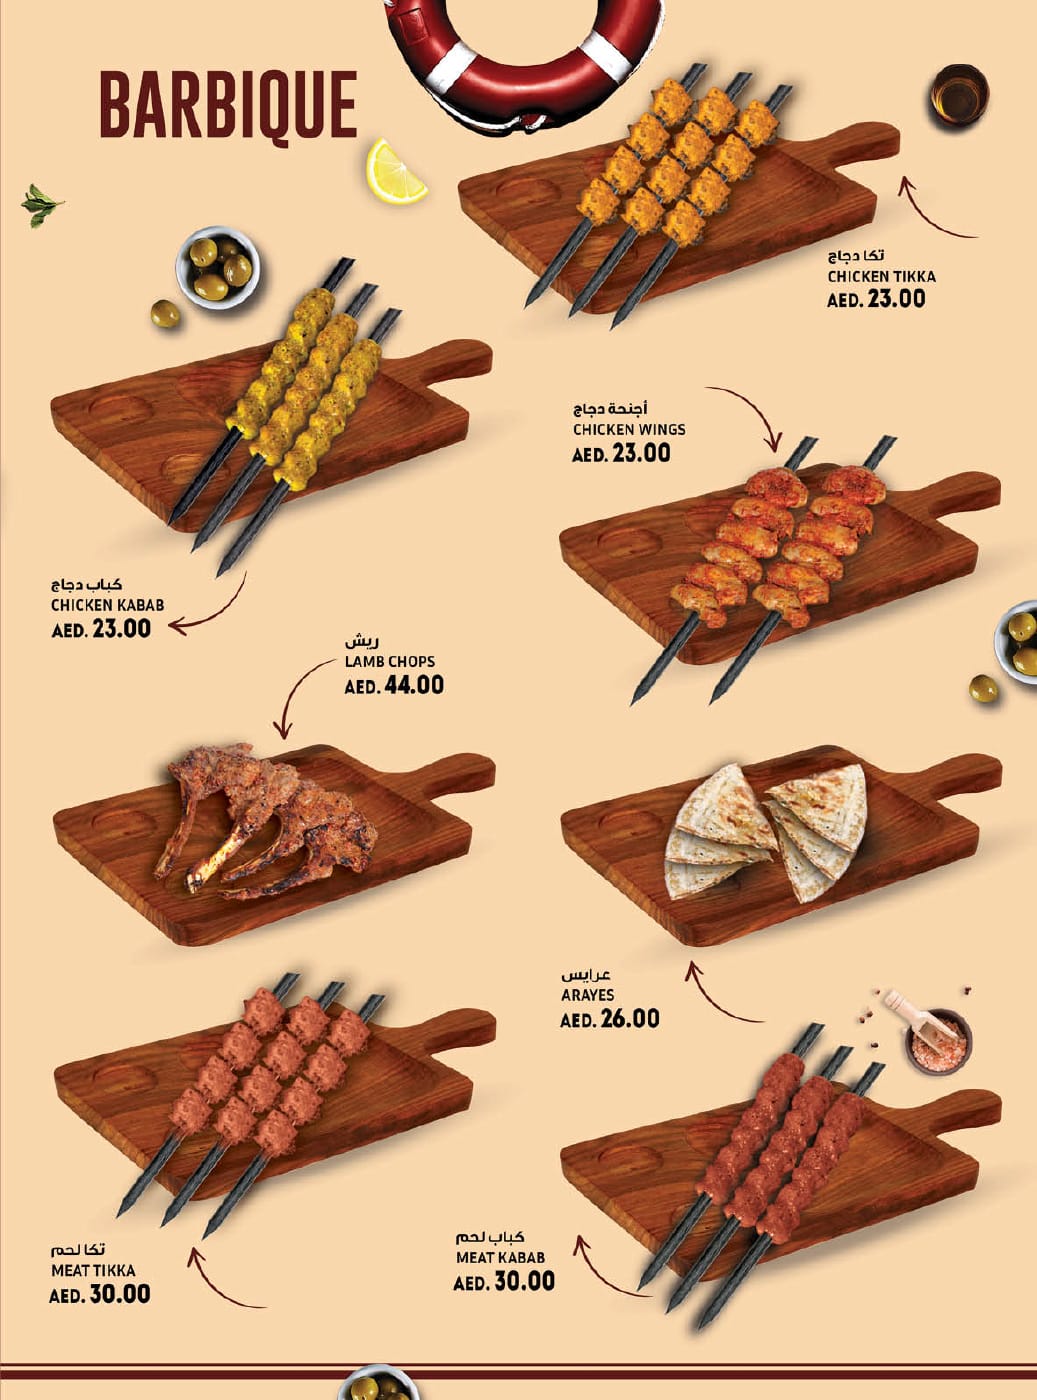 BARBIQUE
تكا دجاج
CHICKEN TIKKA
AED. 23.00
أجنحة دجاج
CHICKEN WINGS
AED. 23.00
كباب دجاج
CHICKEN KABAB
AED. 23.00
ريش
LAMB CHOPS
AED. 44.00
عرايس
ARAYES
AED. 26.00
تكا لحم
MEAT TIKKA
AED. 30.00
كباب لحم
MEAT KABAB
AED. 30.00